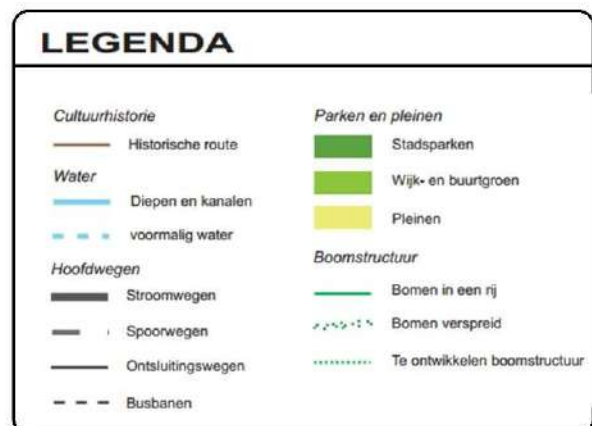 LEGENDA
Cultuurhistorie
Historische route
Water
Diepen en kanalen
voormalig water
Hoofdwegen
Stroomwegen
Spoorwegen
Ontsluitingswegen
Busbanen
Parken en pleinen
Stadsparken
Wijk- en buurtgroen
Pleinen
Boomstructuur
Bomen in een rij
Bomen verspreid
Te ontwikkelen boomstructuur